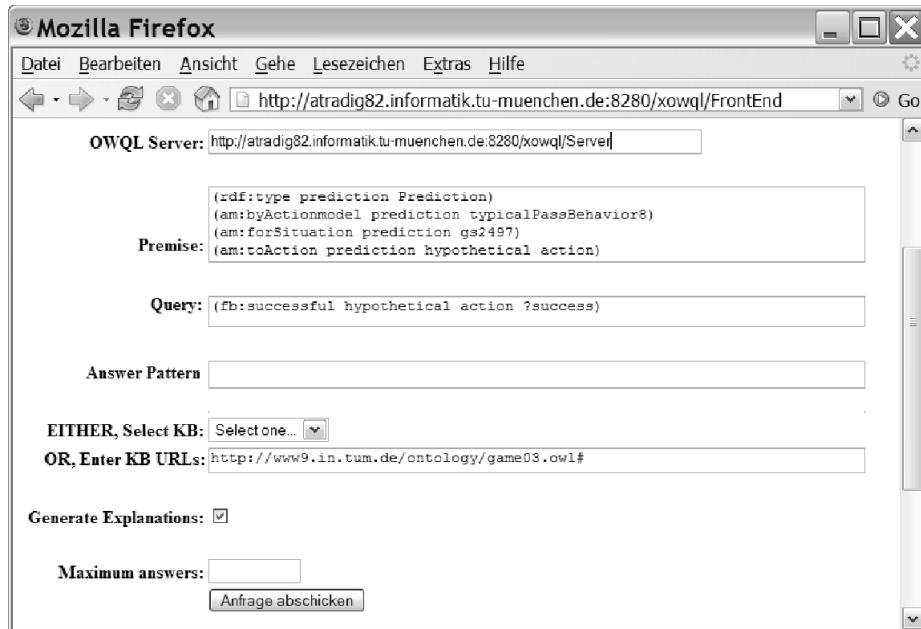 Mozilla Firefox
Datei Bearbeiten Ansicht Gehe Lesezeichen Extras Hilfe
http://atradig82.informatik.tu-muenchen.de:8280/xowql/FrontEnd Go
OWQL Server: http://atradig82.informatik.tu-muenchen.de:8280/xowql/Server
(rdf:type prediction Prediction)
(am:byActionmodel prediction typicalPassBehavior8)
(am:forSituation prediction gs2497)
Premise:
(am:toAction prediction hypothetical action)
Query: (fb:successful hypothetical action ?success)
Answer Pattern
EITHER, Select KB: Select one...
OR, Enter KB URLs: http://www9.in.tum.de/ontology/game03.owl#
Generate Explanations:
Maximum answers:
Anfrage abschicken